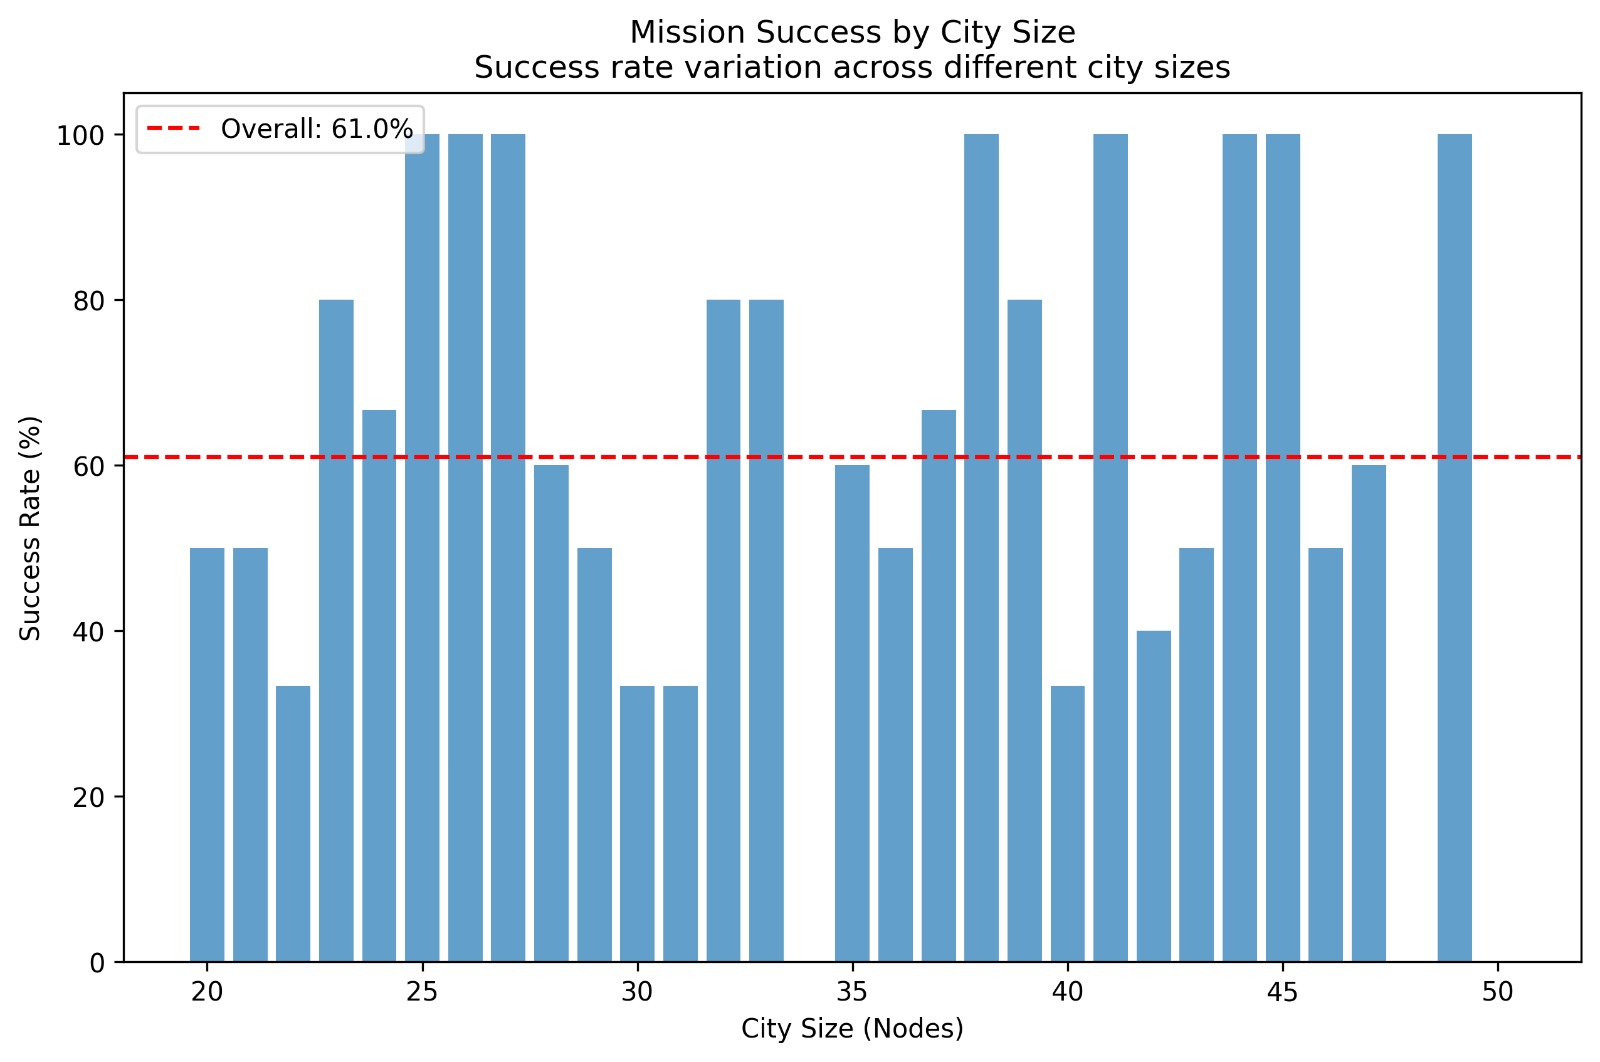 Mission Success by City Size
Success rate variation across different city sizes
Overall: 61.0%
100
80
60
40
20
0
Success Rate (%)
20 25 30 35 40 45 50
City Size (Nodes)